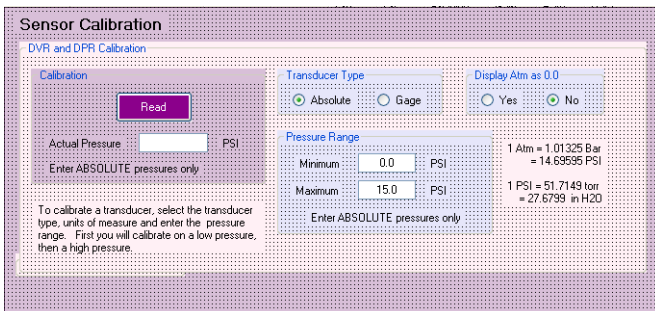 Sensor Calibration
DVR and DPR Calibration
Calibration
Read
Actual Pressure PSI
Enter ABSOLUTE pressures only
To calibrate a transducer, select the transducer
type, units of measure and enter the pressure
range. First you will calibrate on a low pressure,
then a high pressure.
Transducer Type
Absolute Gage
Display Atm as 0.0
Yes No
Pressure Range
Minimum 0.0 PSI
Maximum 15.0 PSI
Enter ABSOLUTE pressures only
1 Atm = 1.01325 Bar
= 14.69595 PSI
1 PSI = 51.7149 torr
= 27.6799 in H2O